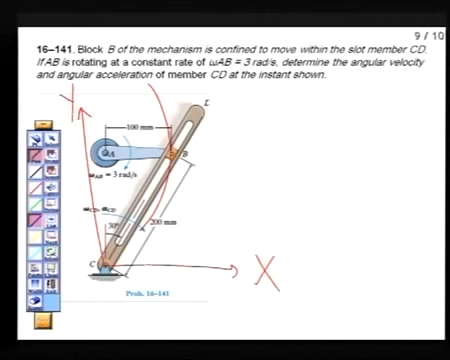 9 / 10
16–141. Block B of the mechanism is confined to move within the slot member CD.
If AB is rotating at a constant rate of ωAB = 3 rad/s, determine the angular velocity
and angular acceleration of member CD at the instant shown.
Y
D
100 mm
A
B
ωAB = 3 rad/s
ωCD, αCD
200 mm
30°
C
X
Prob. 16–141